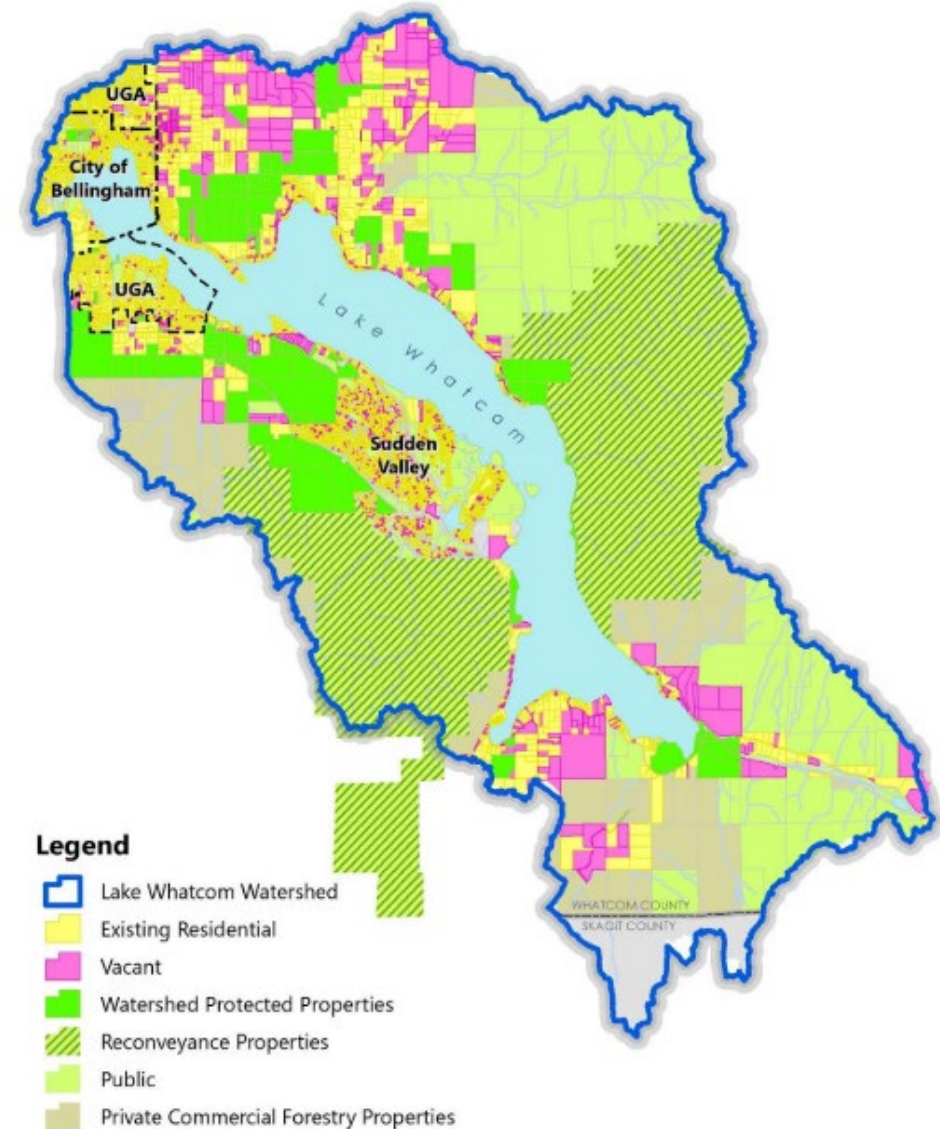 UGA
City of
Bellingham
UGA
Lake Whatcom
Sudden
Valley
WHATCOM COUNTY
SKAGIT COUNTY
Legend
Lake Whatcom Watershed
Existing Residential
Vacant
Watershed Protected Properties
Reconveyance Properties
Public
Private Commercial Forestry Properties